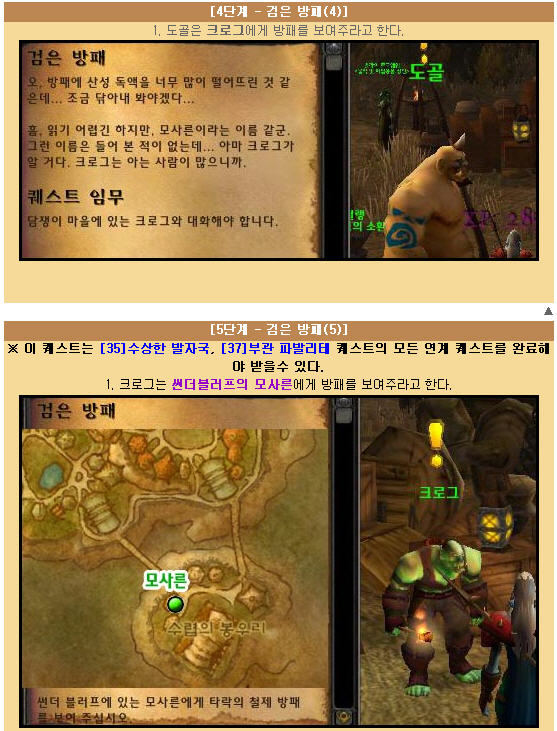 [4단계 - 검은 방패(4)]
1. 도골은 크로그에게 방패를 보여주라고 한다.
검은 방패
오, 방패에 산성 독액을 너무 많이 떨어뜨린 것 같
은데... 조금 닦아내 봐야겠다...
흠, 읽기 어렵긴 하지만, 모사른이라는 이름 같군.
그런 이름은 들어 본 적이 없는데... 아마 크로그가
알 거다. 크로그는 아는 사람이 많으니까.
퀘스트 임무
담쟁이 마을에 있는 크로그와 대화해야 합니다.
도골
의 소환
[5단계 - 검은 방패(5)]
※ 이 퀘스트는 [35]수상한 발자국, [37]부관 파발리테 퀘스트의 모든 연계 퀘스트를 완료해
야 받을수 있다.
1. 크로그는 썬더블러프의 모사른에게 방패를 보여주라고 한다.
검은 방패
모사른
수렵의 봉우리
썬더 블러프에 있는 모사른에게 타락의 철제 방패
를 보여 주십시오.
크로그